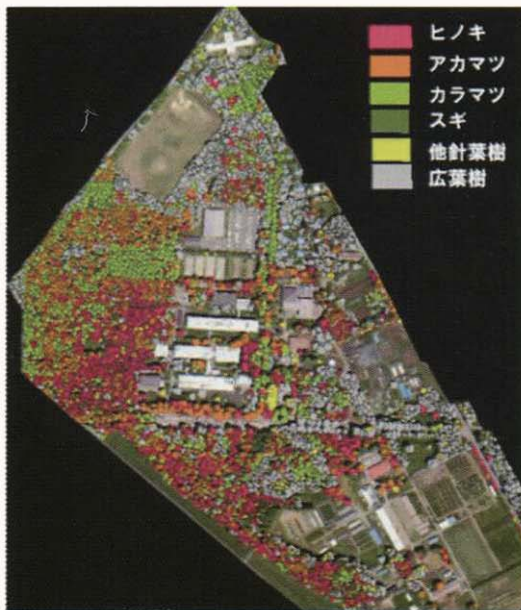 ヒノキ
アカマツ
カラマツ
スギ
他針葉樹
広葉樹